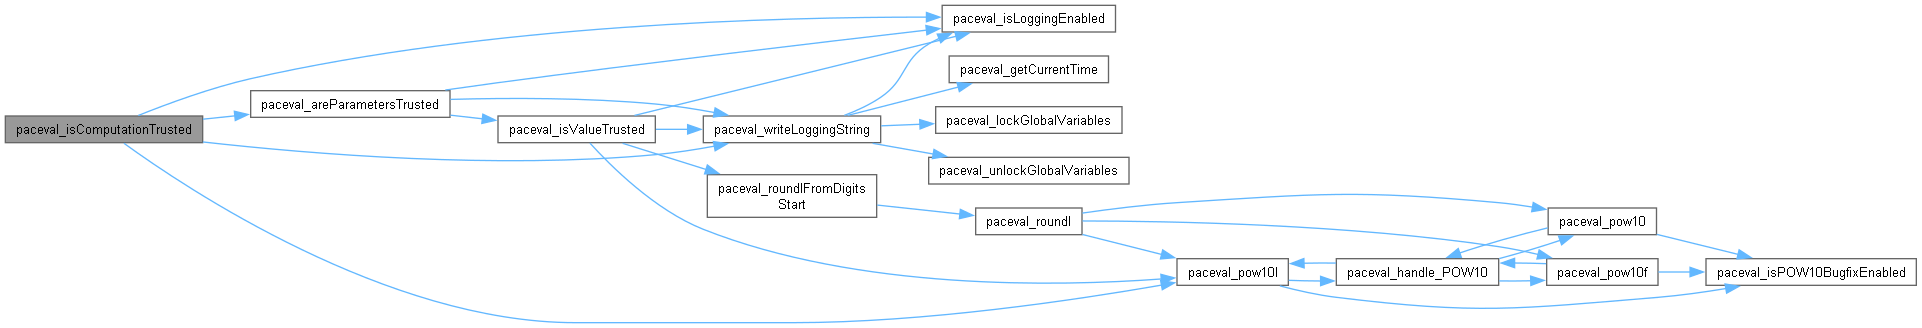 paceval_isComputationTrusted
paceval_areParametersTrusted
paceval_isValueTrusted
paceval_isLoggingEnabled
paceval_getCurrentTime
paceval_writeLoggingString
paceval_lockGlobalVariables
paceval_unlockGlobalVariables
paceval_roundlFromDigits
Start
paceval_roundl
paceval_pow10l
paceval_handle_POW10
paceval_pow10
paceval_pow10f
paceval_isPOW10BugfixEnabled